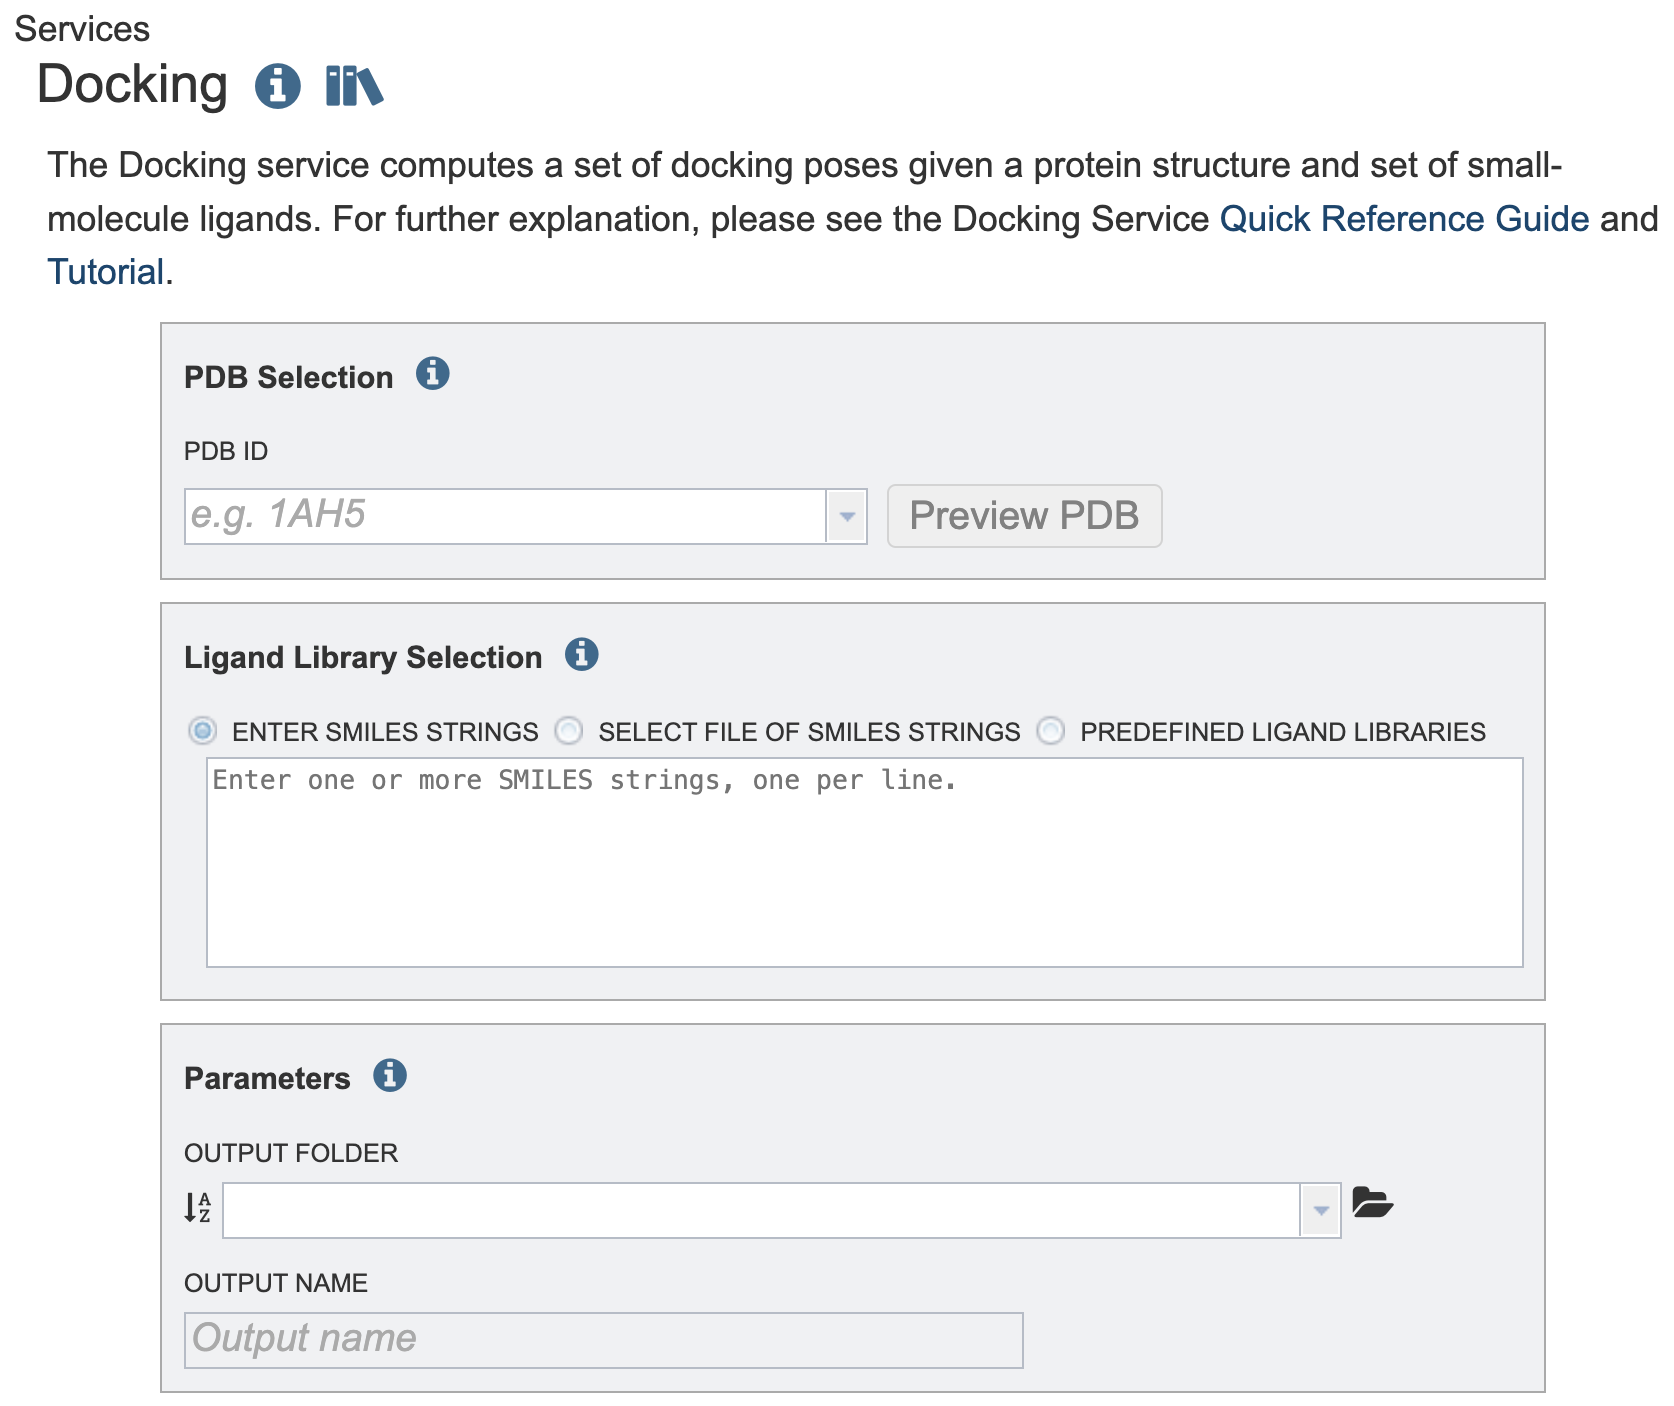 Services
Docking
The Docking service computes a set of docking poses given a protein structure and set of small-
molecule ligands. For further explanation, please see the Docking Service Quick Reference Guide and
Tutorial.
PDB Selection
PDB ID
e.g. 1AH5
Preview PDB
Ligand Library Selection
ENTER SMILES STRINGS SELECT FILE OF SMILES STRINGS PREDEFINED LIGAND LIBRARIES
Enter one or more SMILES strings, one per line.
Parameters
OUTPUT FOLDER
A
Z
OUTPUT NAME
Output name